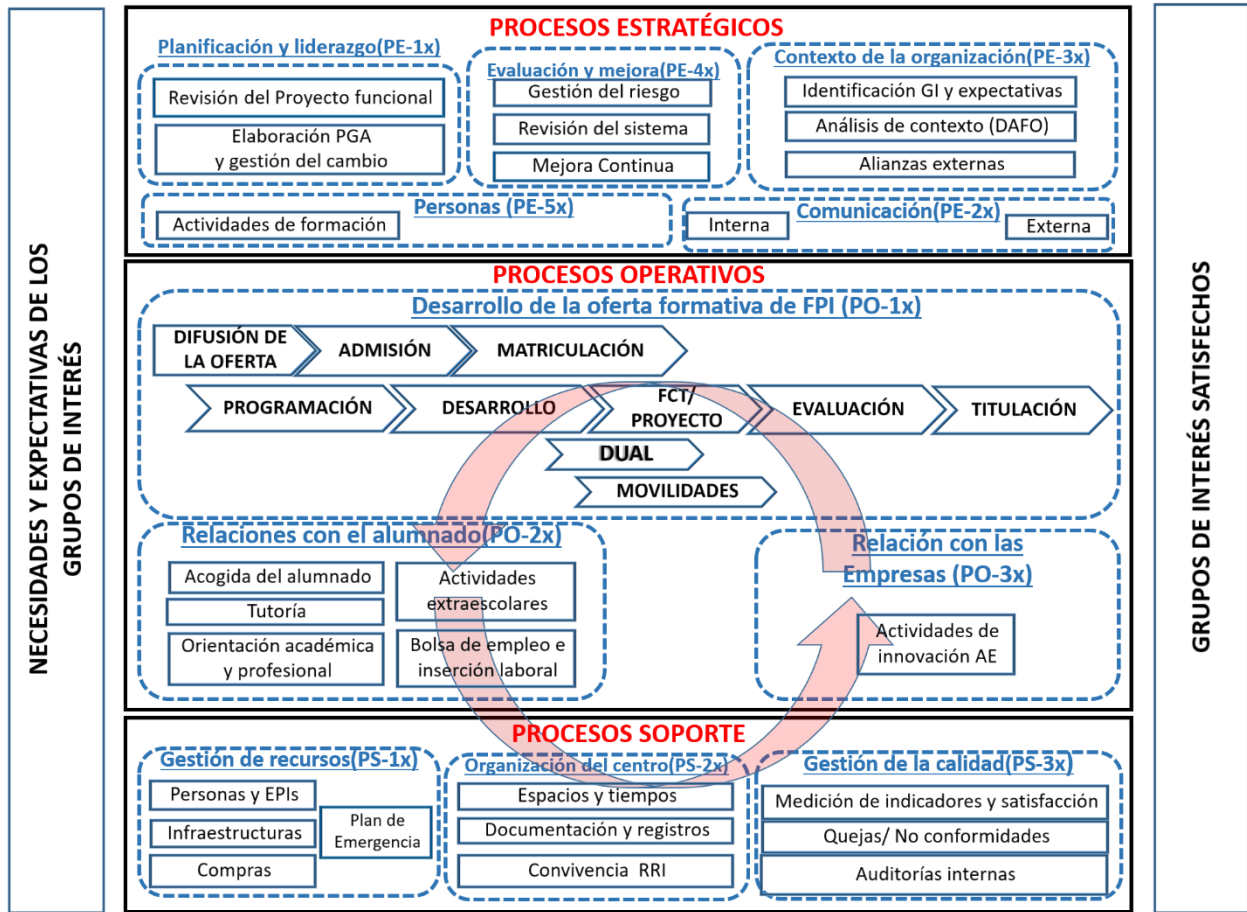 NECESIDADES Y EXPECTATIVAS DE LOS
GRUPOS DE INTERÉS
PROCESOS ESTRATÉGICOS
Planificación y liderazgo(PE-1x)
Revisión del Proyecto funcional
Elaboración PGA
y gestión del cambio
Evaluación y mejora(PE-4x)
Gestión del riesgo
Revisión del sistema
Mejora Continua
Contexto de la organización(PE-3x)
Identificación GI y expectativas
Análisis de contexto (DAFO)
Alianzas externas
Personas (PE-5x)
Actividades de formación
Comunicación(PE-2x)
Interna
Externa
PROCESOS OPERATIVOS
Desarrollo de la oferta formativa de FPI (PO-1x)
DIFUSIÓN DE
LA OFERTA
ADMISIÓN
MATRICULACIÓN
PROGRAMACIÓN
DESARROLLO
FCT/
PROYECTO
EVALUACIÓN
TITULACIÓN
DUAL
MOVILIDADES
Relaciones con el alumnado(PO-2x)
Acogida del alumnado
Tutoría
Orientación académica
y profesional
Actividades
extraescolares
Bolsa de empleo e
inserción laboral
Relación con las
Empresas (PO-3x)
Actividades de
innovación AE
PROCESOS SOPORTE
Gestión de recursos(PS-1x)
Personas y EPIs
Infraestructuras
Compras
Plan de
Emergencia
Organización del centro(PS-2x)
Espacios y tiempos
Documentación y registros
Convivencia RRI
Gestión de la calidad(PS-3x)
Medición de indicadores y satisfacción
Quejas/ No conformidades
Auditorías internas
GRUPOS DE INTERÉS SATISFECHOS